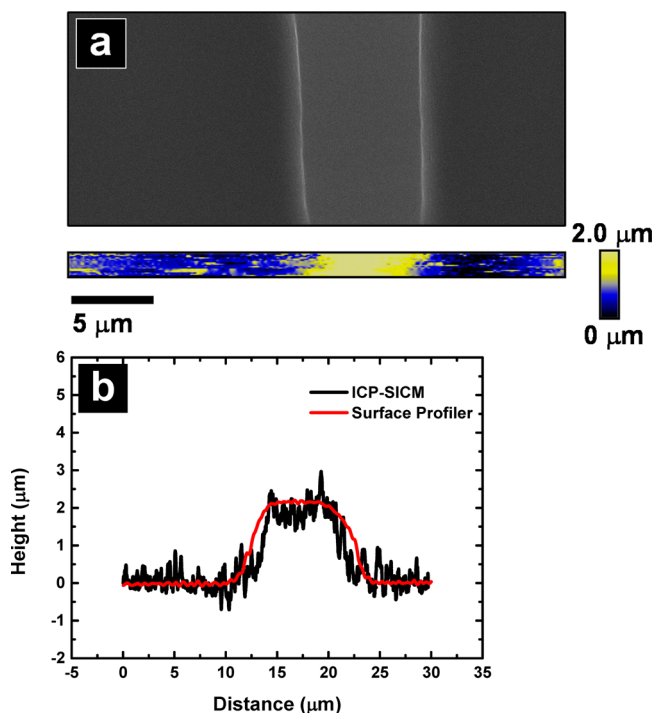 a
2.0 μm
5 μm
0 μm
b
6
5
4
3
2
1
0
-1
-2
ICP-SICM
Surface Profiler
Height (μm)
-5 0 5 10 15 20 25 30 35
Distance (μm)